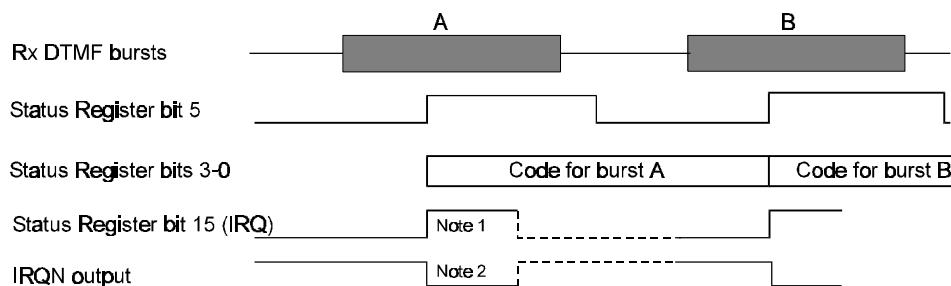 A B
Rx DTMF bursts
Status Register bit 5
Status Register bits 3-0 Code for burst A Code for burst B
Status Register bit 15 (IRQ) Note 1
IRQN output Note 2